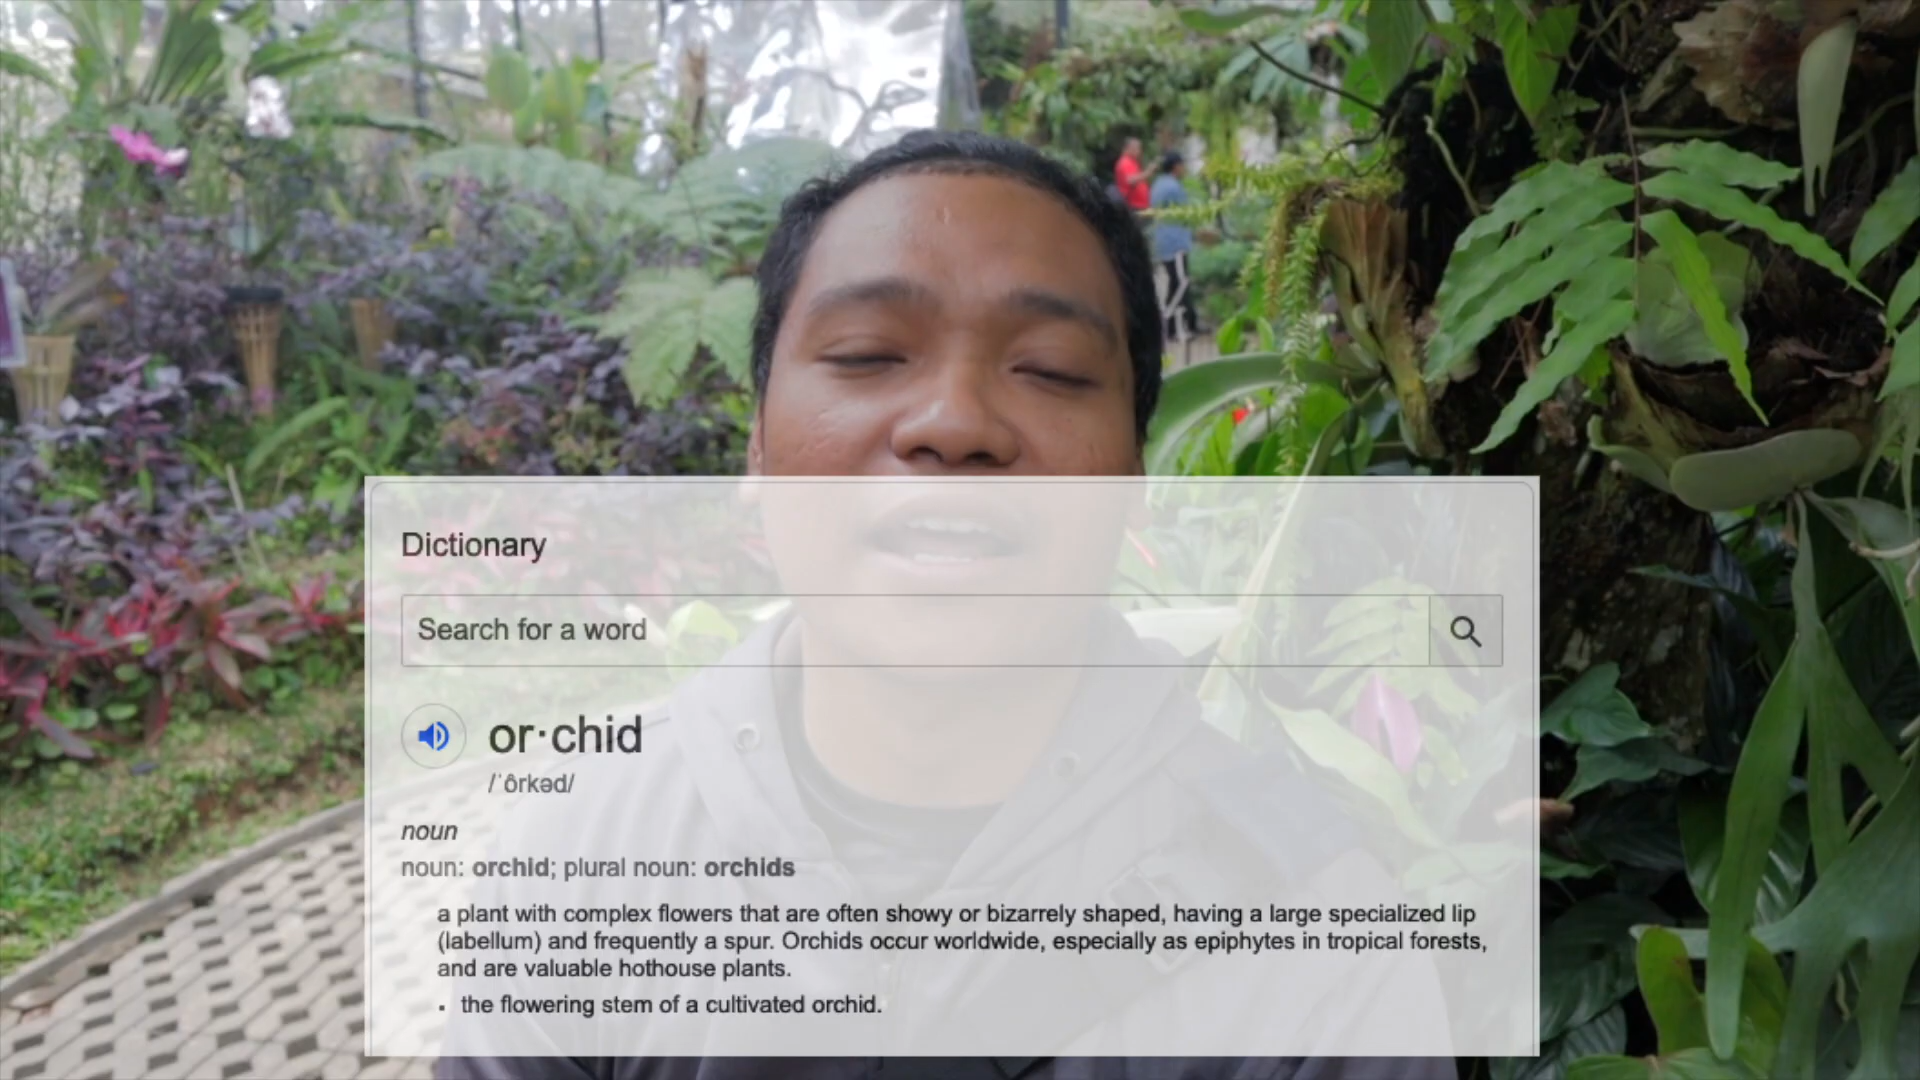 Dictionary
Search for a word
or·chid
/ˈôrkəd/
noun
noun: orchid; plural noun: orchids
a plant with complex flowers that are often showy or bizarrely shaped, having a large specialized lip
(labellum) and frequently a spur. Orchids occur worldwide, especially as epiphytes in tropical forests,
and are valuable hothouse plants.
• the flowering stem of a cultivated orchid.